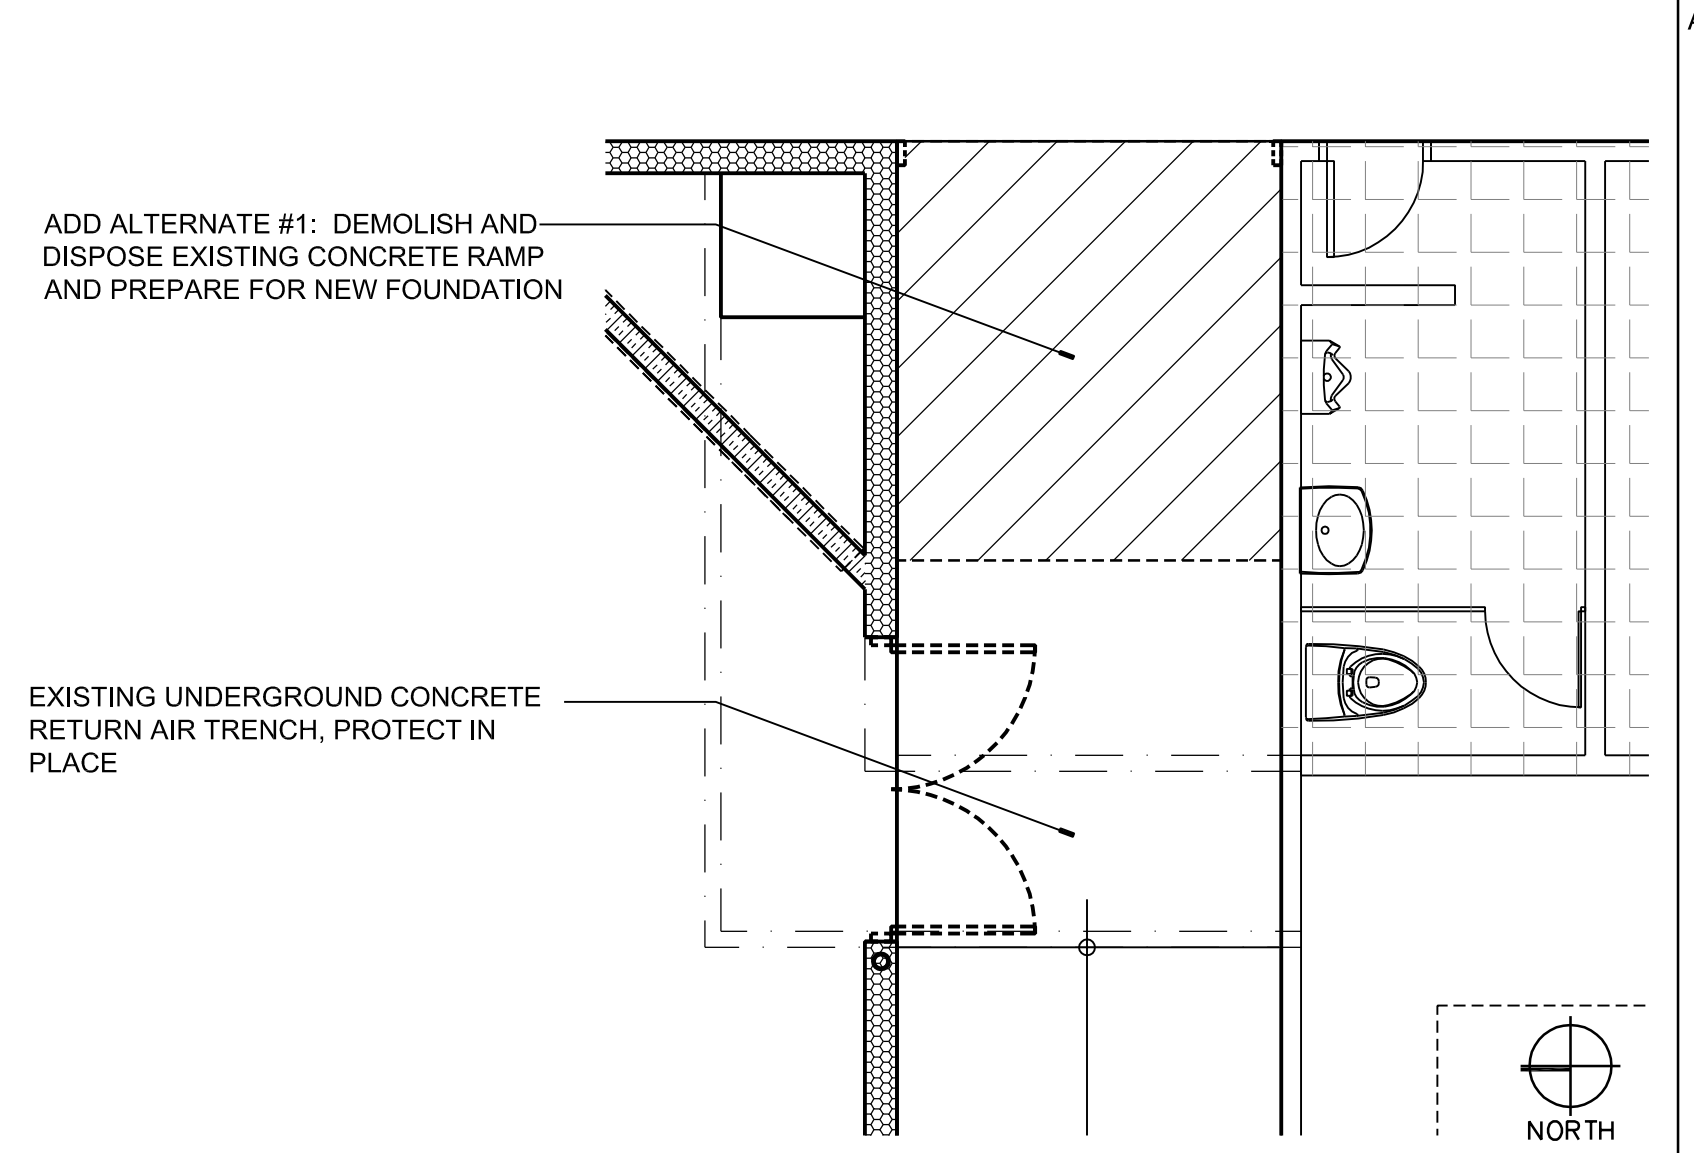 ADD ALTERNATE #1: DEMOLISH AND
DISPOSE EXISTING CONCRETE RAMP
AND PREPARE FOR NEW FOUNDATION
EXISTING UNDERGROUND CONCRETE
RETURN AIR TRENCH, PROTECT IN
PLACE
NORTH